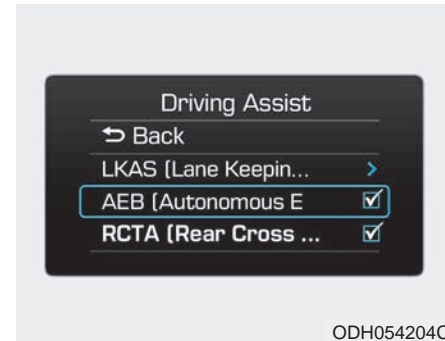 Driving Assist
Back
LKAS (Lane Keepin...
AEB (Autonomous E
RCTA (Rear Cross ...
ODH054204C